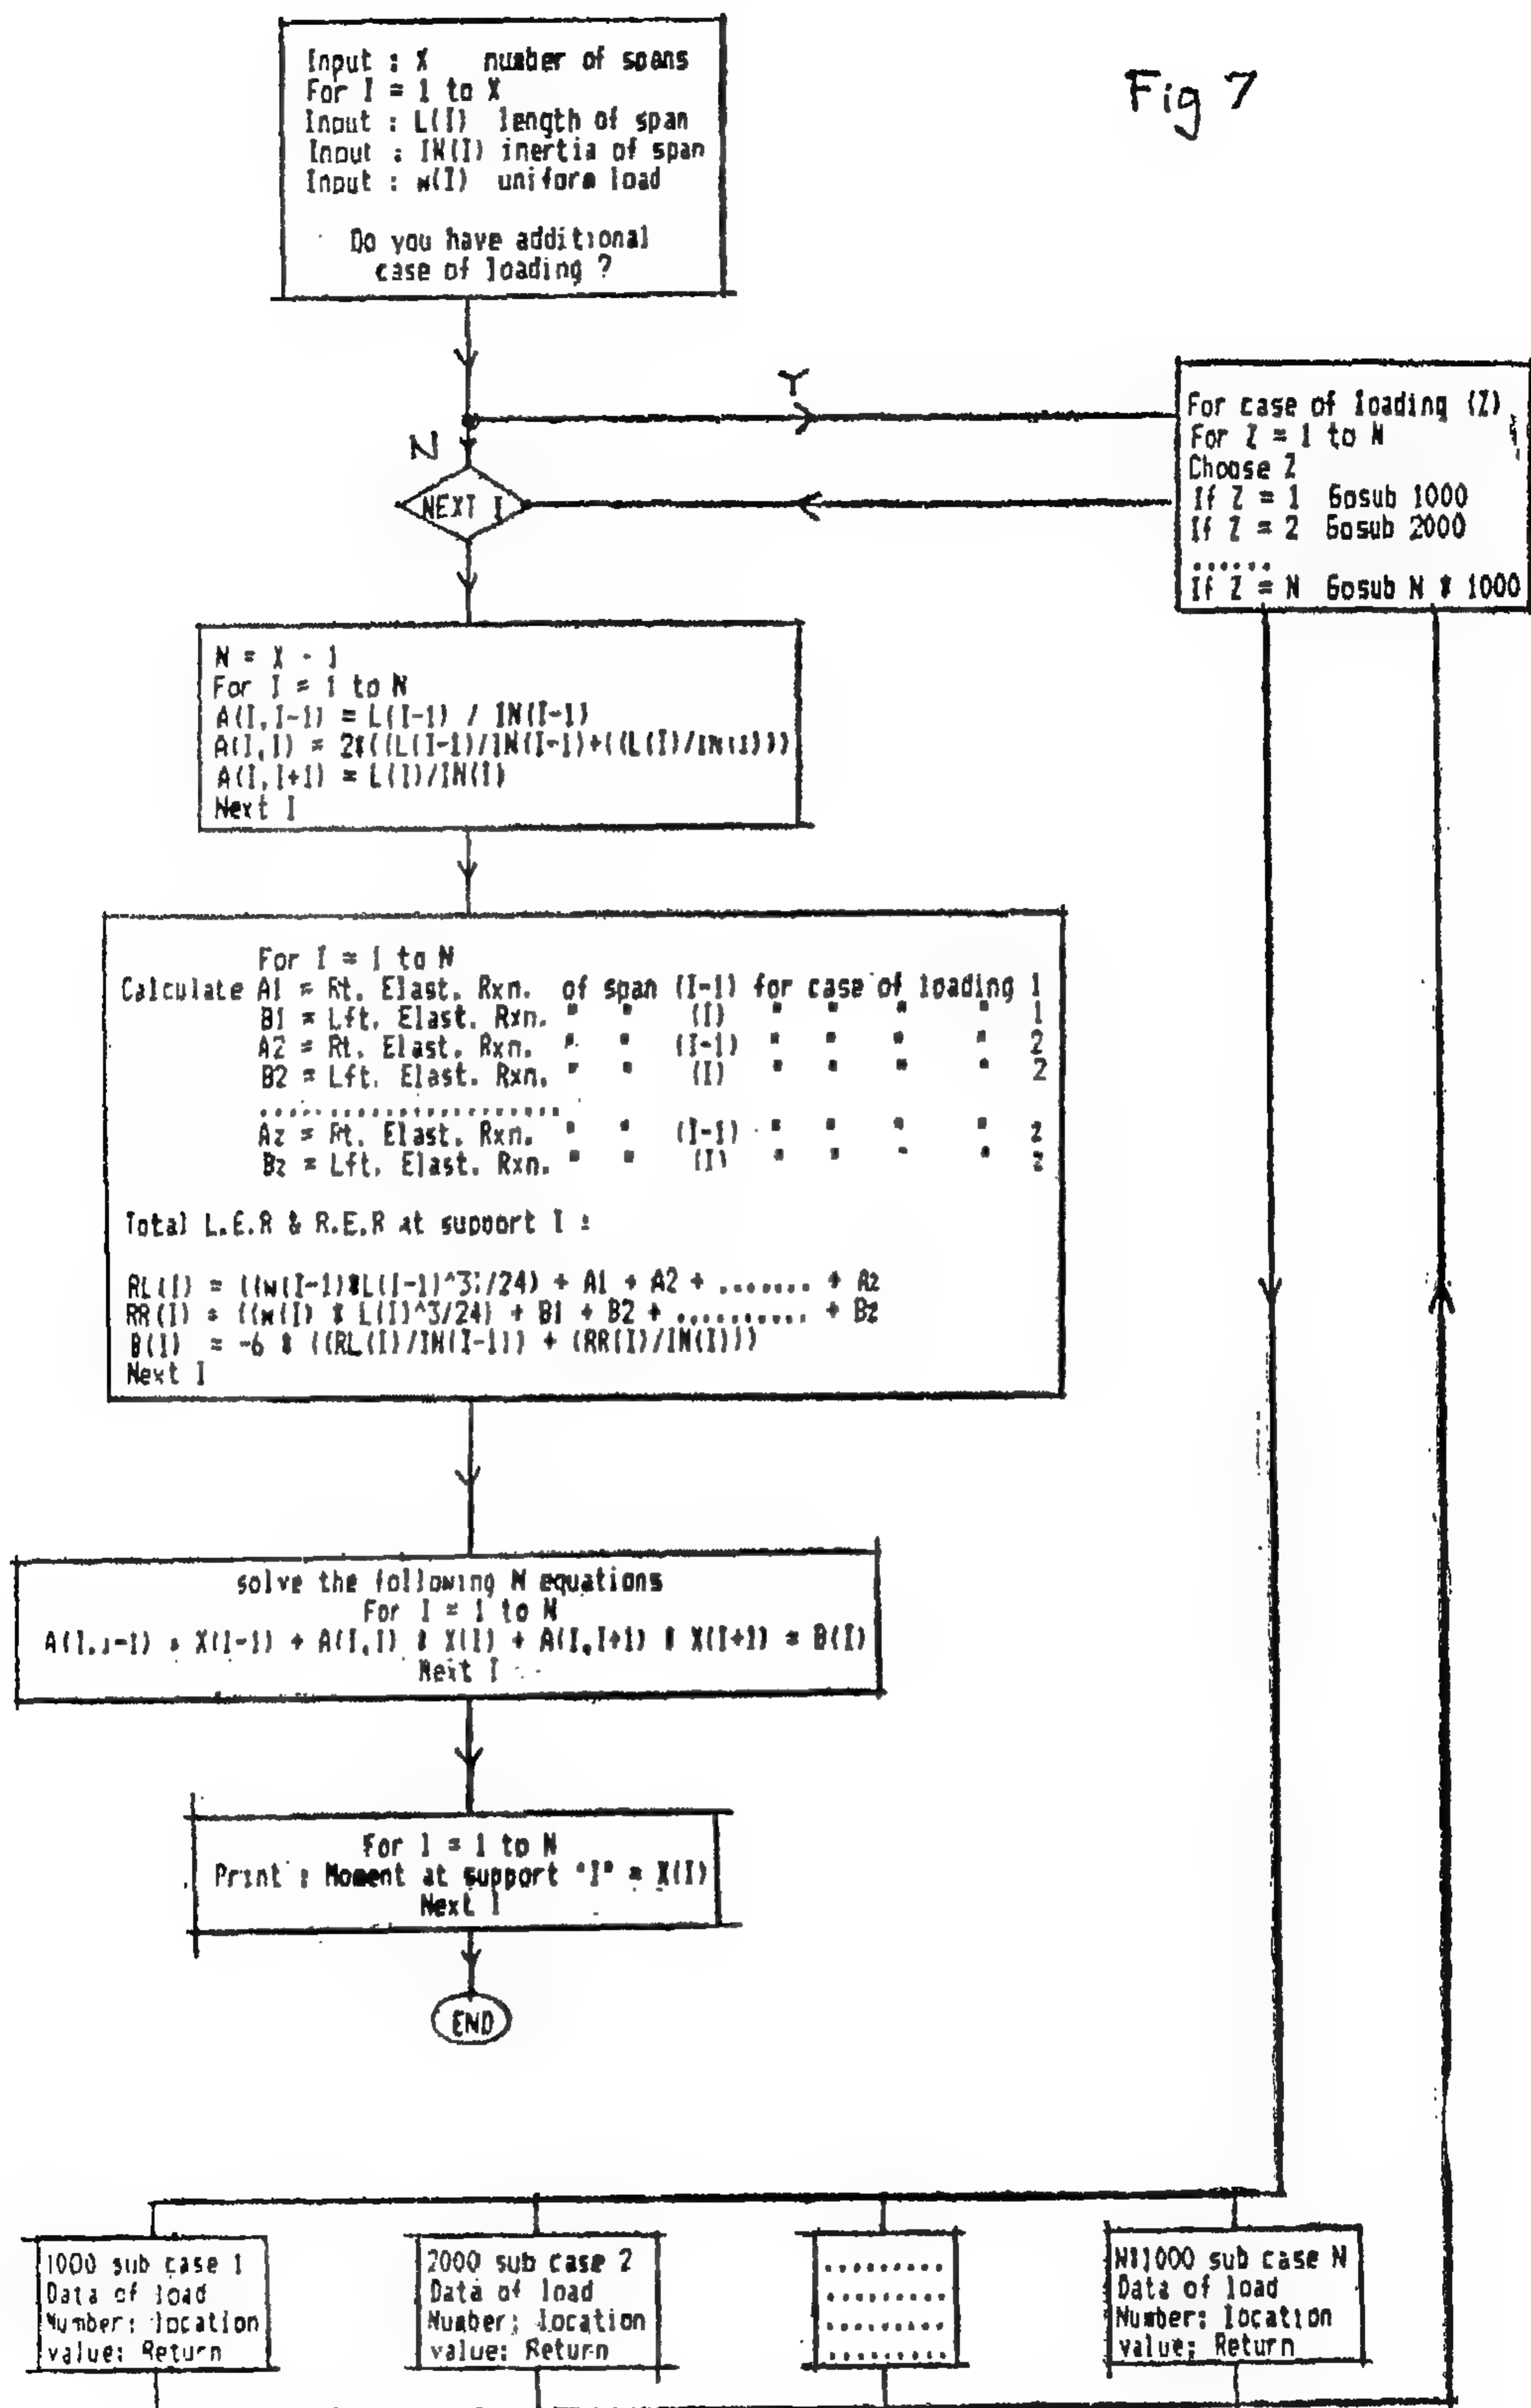 Fig 7
Input : X number of spans
For I = 1 to X
Input : L(I) length of span
Input : IN(I) inertia of span
Input : w(I) uniform load
Do you have additional
case of loading ?
Y
N
NEXT I
For case of loading (Z)
For Z = 1 to N
Choose Z
If Z = 1 Gosub 1000
If Z = 2 Gosub 2000
......
If Z = N Gosub N * 1000
N = X - 1
For I = 1 to N
A(I,I-1) = L(I-1) / IN(I-1)
A(I,I) = 2*((L(I-1)/IN(I-1)+((L(I)/IN(I)))
A(I,I+1) = L(I)/IN(I)
Next I
For I = 1 to N
Calculate A1 = Rt. Elast. Rxn. of span (I-1) for case of loading 1
B1 = Lft. Elast. Rxn. " " (I) " " " " 1
A2 = Rt. Elast. Rxn. " " (I-1) " " " " 2
B2 = Lft. Elast. Rxn. " " (I) " " " " 2
......................
Az = Rt. Elast. Rxn. " " (I-1) " " " " z
Bz = Lft. Elast. Rxn. " " (I) " " " " z
Total L.E.R & R.E.R at support I :
RL(I) = ((w(I-1)*L(I-1)^3)/24) + A1 + A2 + ....... + Az
RR(I) = ((w(I) * L(I)^3/24) + B1 + B2 + .......... + Bz
B(I) = -6 * ((RL(I)/IN(I-1)) + (RR(I)/IN(I)))
Next I
solve the following N equations
For I = 1 to N
A(I,I-1) * X(I-1) + A(I,I) * X(I) + A(I,I+1) * X(I+1) = B(I)
Next I
For I = 1 to N
Print : Moment at support "I" = X(I)
Next I
END
1000 sub case 1
Data of load
Number; location
value; Return
2000 sub case 2
Data of load
Number; location
value; Return
.........
.........
.........
.........
N*1000 sub case N
Data of load
Number; location
value; Return